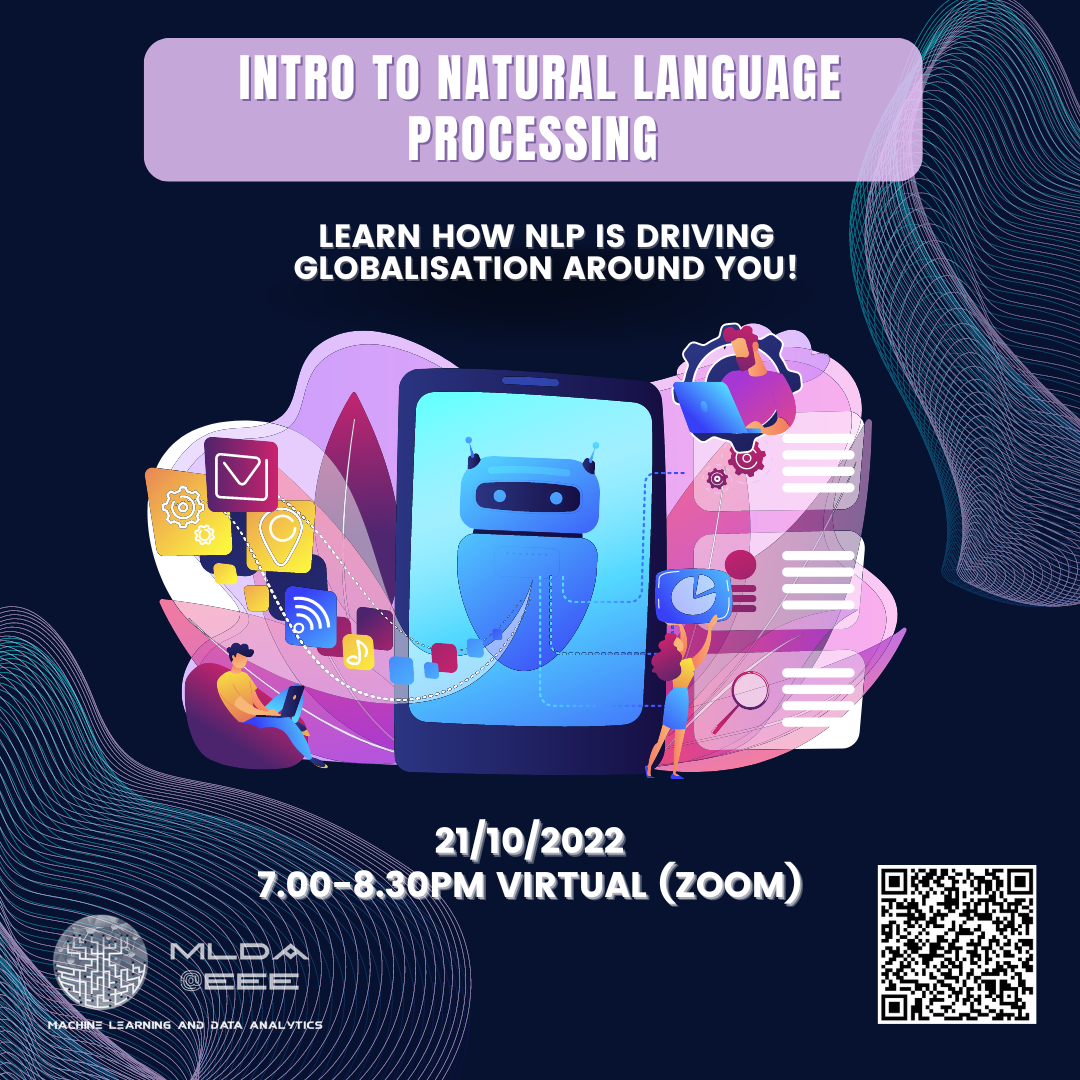 INTRO TO NATURAL LANGUAGE
PROCESSING
LEARN HOW NLP IS DRIVING
GLOBALISATION AROUND YOU!
21/10/2022
7.00-8.30PM VIRTUAL (ZOOM)
MLDA
@EEE
MACHINE LEARNING AND DATA ANALYTICS